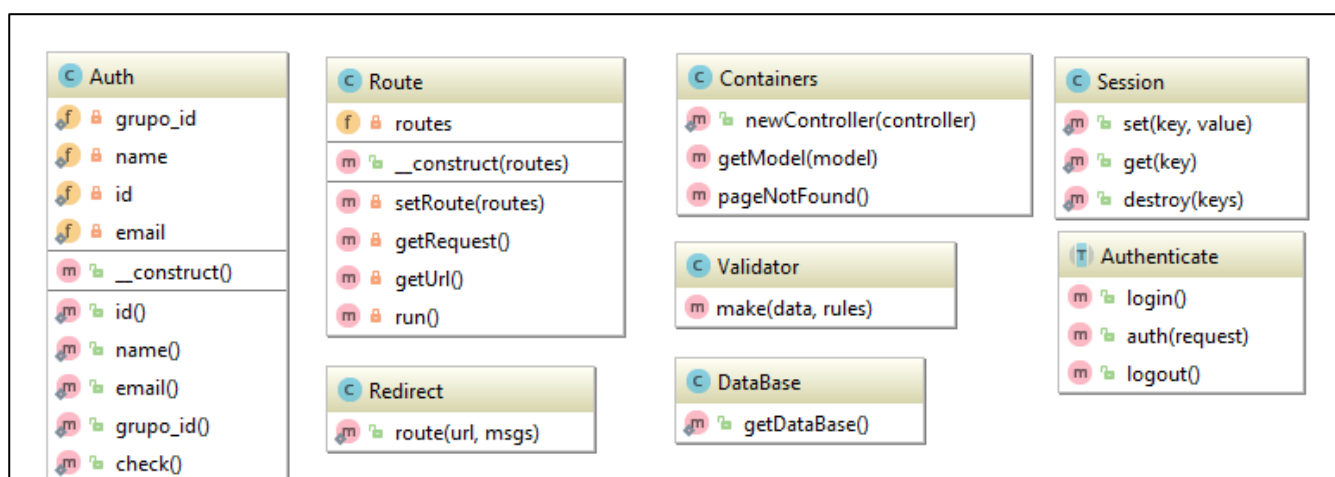 Auth
grupo_id
name
id
email
__construct()
id()
name()
email()
grupo_id()
check()
Route
routes
__construct(routes)
setRoute(routes)
getRequest()
getUrl()
run()
Redirect
route(url, msgs)
Containers
newController(controller)
getModel(model)
pageNotFound()
Validator
make(data, rules)
DataBase
getDataBase()
Session
set(key, value)
get(key)
destroy(keys)
Authenticate
login()
auth(request)
logout()